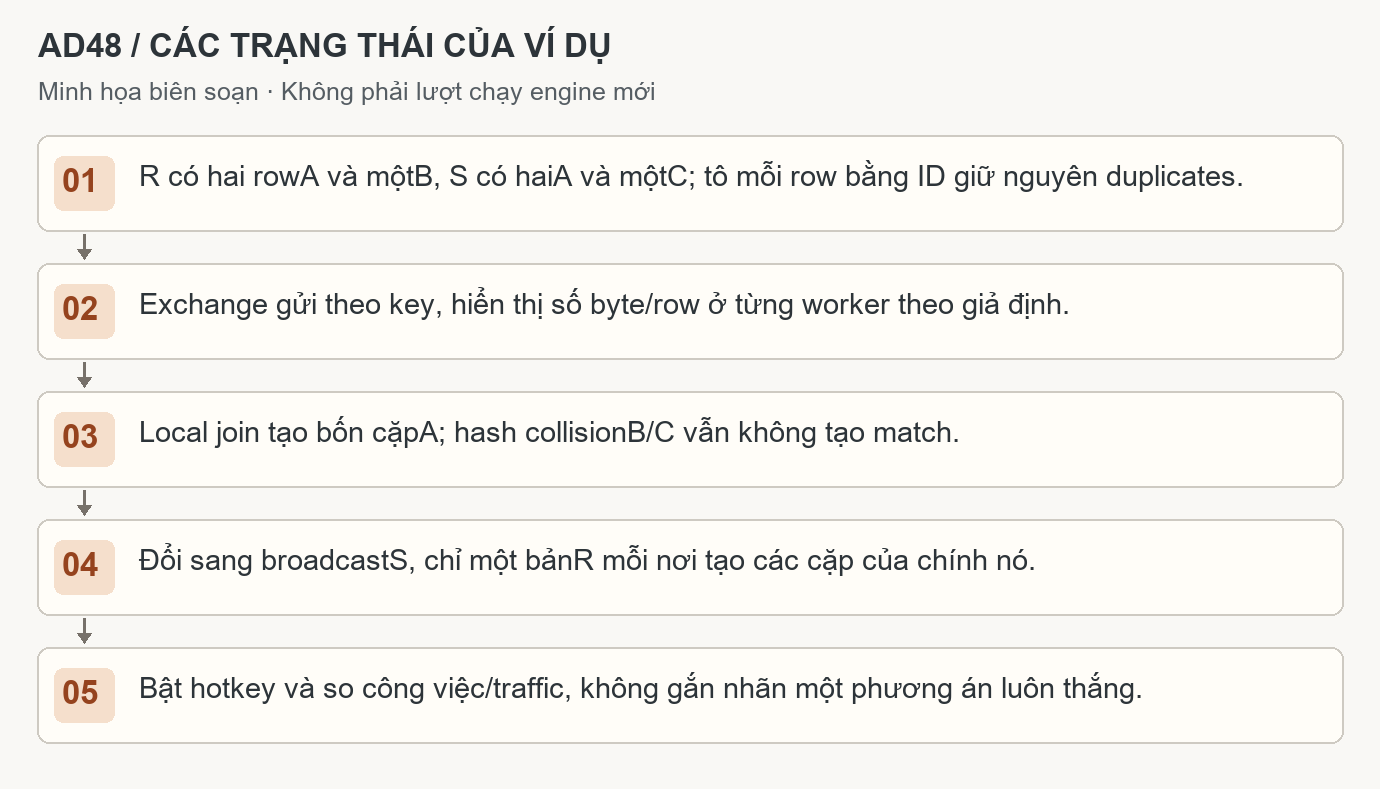 AD48 / CÁC TRẠNG THÁI CỦA VÍ DỤ
Minh họa biên soạn · Không phải lượt chạy engine mới
01 R có hai rowA và mộtB, S có haiA và mộtC; tô mỗi row bằng ID giữ nguyên duplicates.
02 Exchange gửi theo key, hiển thị số byte/row ở từng worker theo giả định.
03 Local join tạo bốn cặpA; hash collisionB/C vẫn không tạo match.
04 Đổi sang broadcastS, chỉ một bảnR mỗi nơi tạo các cặp của chính nó.
05 Bật hotkey và so công việc/traffic, không gắn nhãn một phương án luôn thắng.